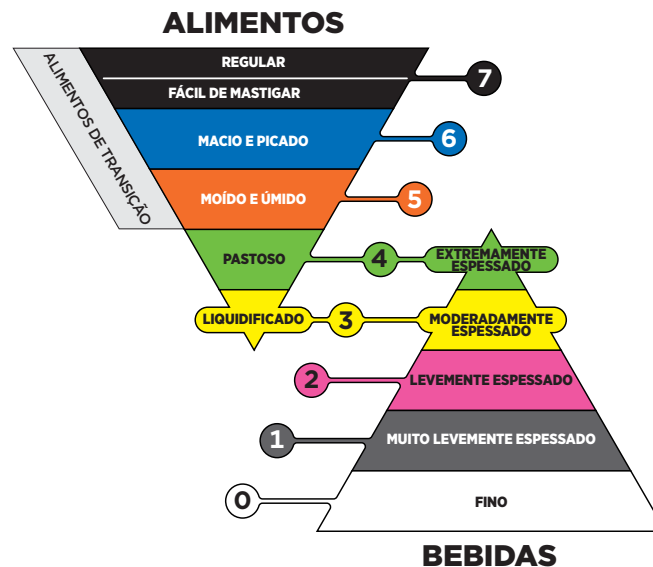 ALIMENTOS
ALIMENTOS DE TRANSIÇÃO
REGULAR
7
FÁCIL DE MASTIGAR
MACIO E PICADO
6
MOÍDO E ÚMIDO
5
PASTOSO
4
EXTREMAMENTE
ESPESSADO
LIQUIDIFICADO
3
MODERADAMENTE
ESPESSADO
2
LEVEMENTE ESPESSADO
1
MUITO LEVEMENTE ESPESSADO
0
FINO
BEBIDAS